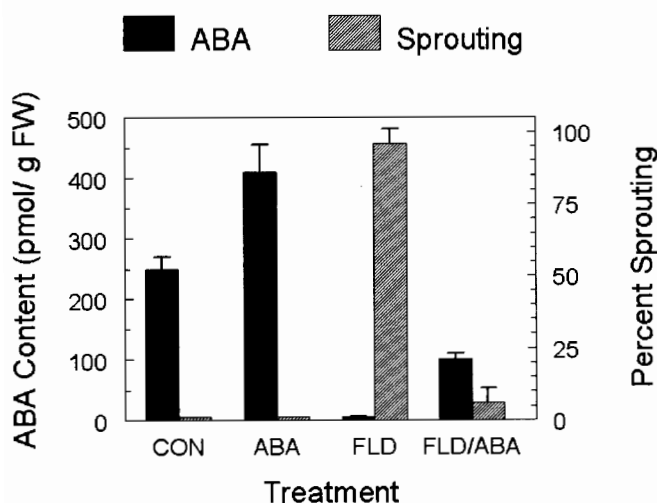 ABA Sprouting
ABA Content (pmol/ g FW)
500
400
300
200
100
0
100
75
50
25
0
Percent Sprouting
CON ABA FLD FLD/ABA
Treatment